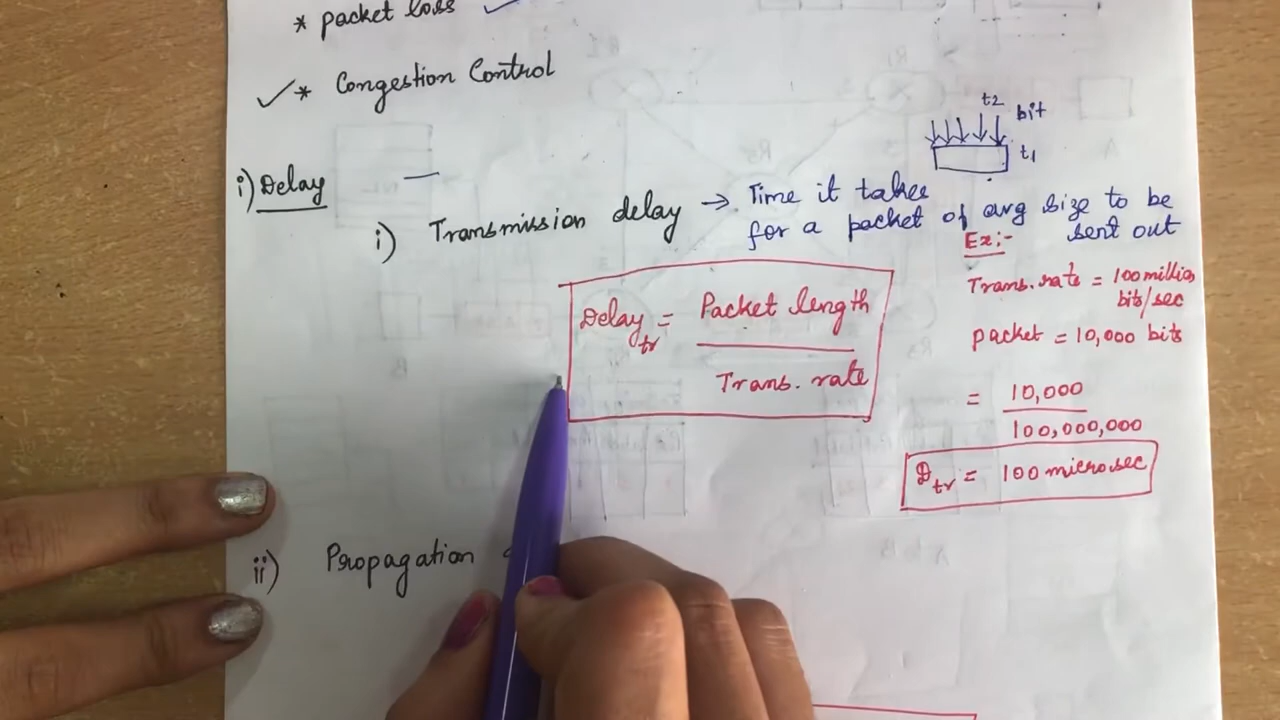 * packet loss
✓ * Congestion Control
i) Delay —
i) Transmission delay → Time it takes
for a packet of avg size to be
sent out
t2 bit
t1
Delay tr = Packet length
Trans. rate
Ex:-
Trans. rate = 100 million
bits/sec
packet = 10,000 bits
= 10,000
100,000,000
D tr = 100 microsec
ii) Propagation